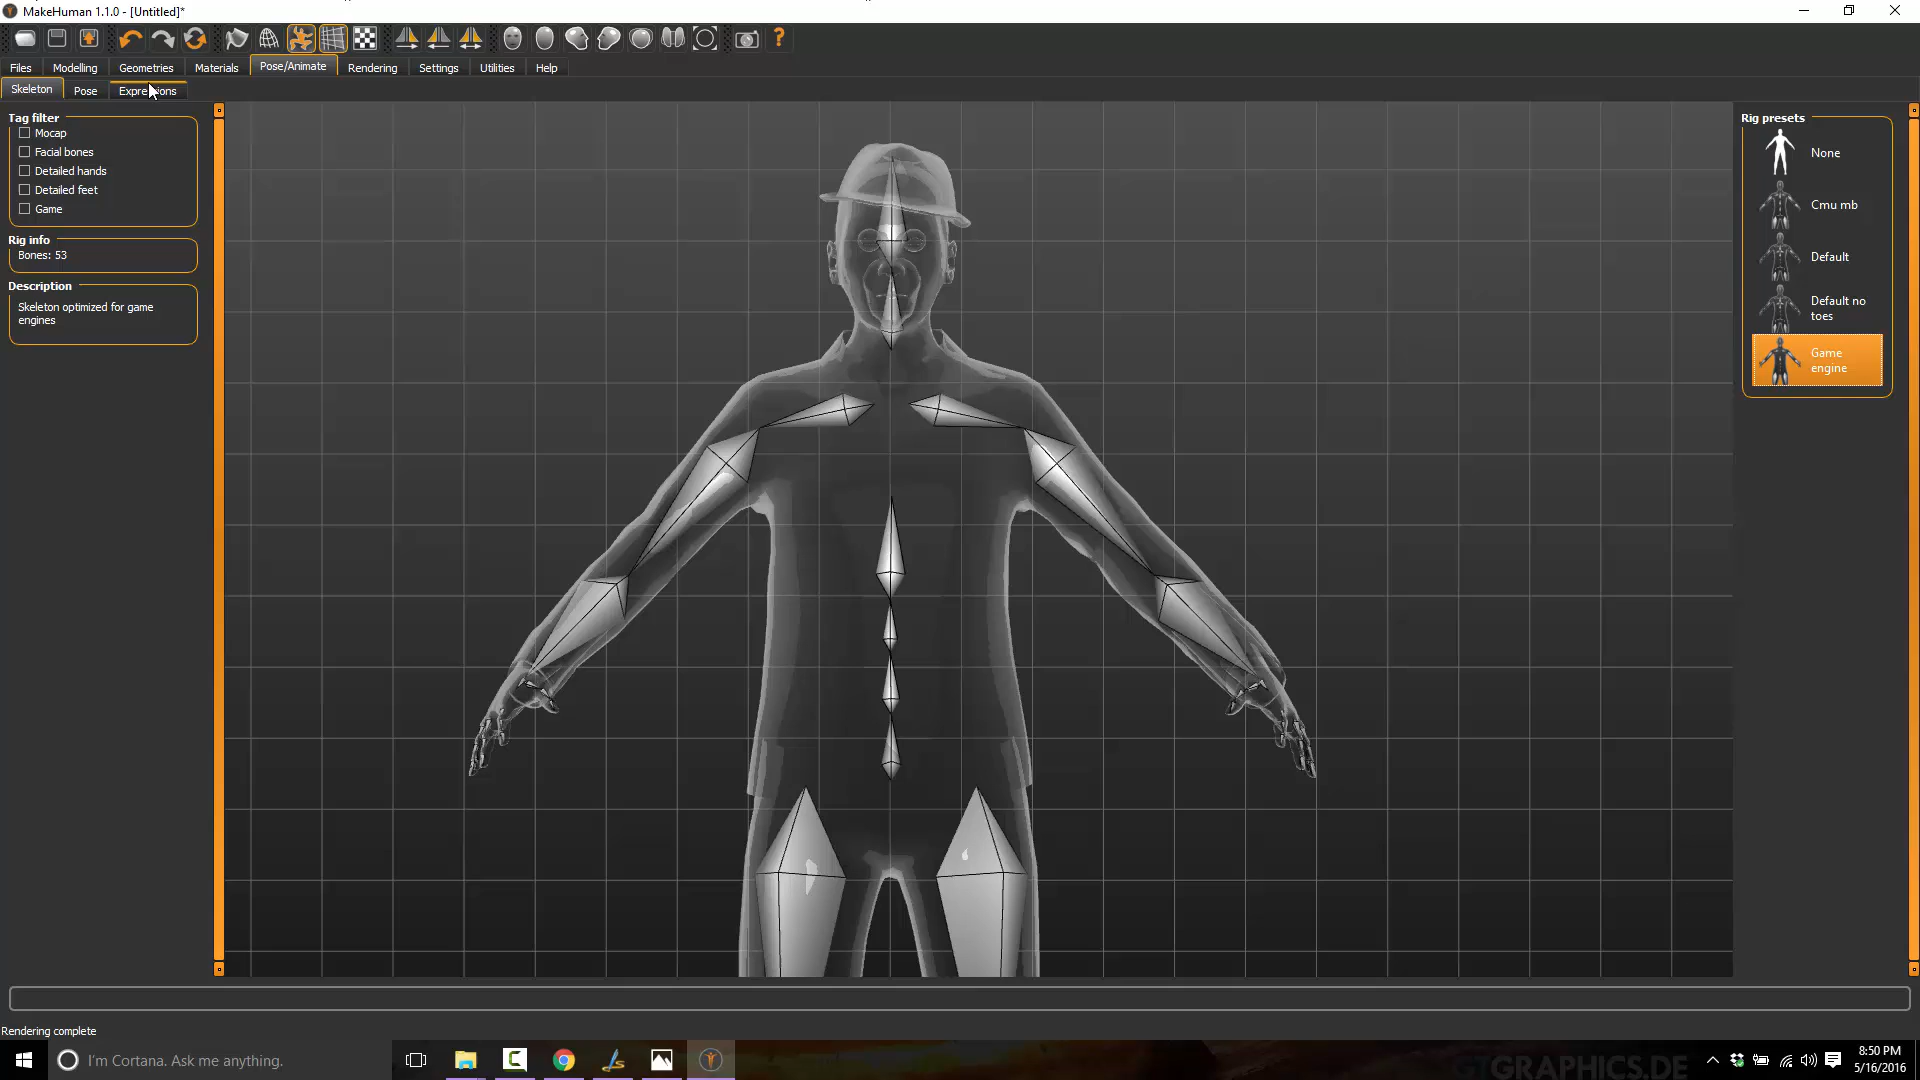 MakeHuman 1.1.0 - [Untitled]*
Files Modelling Geometries Materials Pose/Animate Rendering Settings Utilities Help
Skeleton Pose Expressions
Tag filter
Mocap
Facial bones
Detailed hands
Detailed feet
Game
Rig info
Bones: 53
Description
Skeleton optimized for game
engines
Rig presets
None
Cmu mb
Default
Default no
toes
Game
engine
Rendering complete
I'm Cortana. Ask me anything.
GTGRAPHICS.DE
8:50 PM
5/16/2016